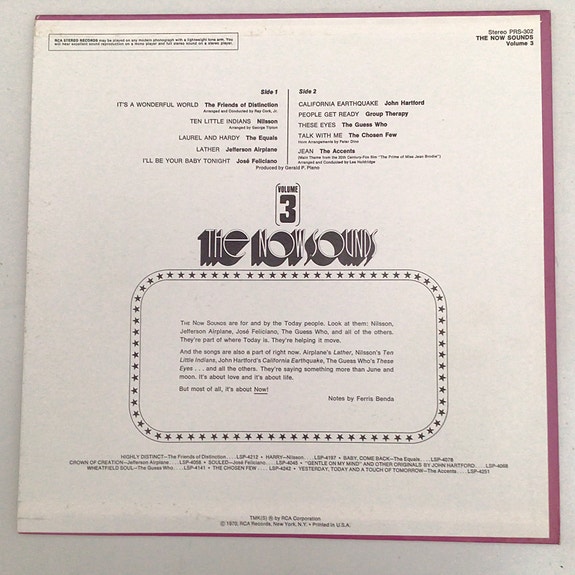 RCA STEREO RECORDS may be played on any modern phonograph with a lightweight tone arm. You
will hear excellent sound reproduction on a mono player and full stereo sound on a stereo player.
Stereo PRS-302
THE NOW SOUNDS
Volume 3
Side 1
IT'S A WONDERFUL WORLD The Friends of Distinction
Arranged and Conducted by Ray Cork, Jr.
TEN LITTLE INDIANS Nilsson
Arranged by George Tipton
LAUREL AND HARDY The Equals
LATHER Jefferson Airplane
I'LL BE YOUR BABY TONIGHT José Feliciano
Side 2
CALIFORNIA EARTHQUAKE John Hartford
PEOPLE GET READY Group Therapy
THESE EYES The Guess Who
TALK WITH ME The Chosen Few
Horn Arrangements by Peter Dino
JEAN The Accents
(Main Theme from the 20th Century-Fox film "The Prime of Miss Jean Brodie")
Arranged and Conducted by Lee Holdridge
Produced by Gerald P. Plano
VOLUME
3
THE NOW SOUNDS
THE NOW SOUNDS are for and by the Today people. Look at them: Nilsson,
Jefferson Airplane, José Feliciano, The Guess Who, and all of the others.
They're part of where Today is. They're helping it move.
And the songs are also a part of right now. Airplane's Lather, Nilsson's Ten
Little Indians, John Hartford's California Earthquake, The Guess Who's These
Eyes . . . and all the others. They're saying something more than June and
moon. It's about love and it's about life.
But most of all, it's about Now!
Notes by Ferris Benda
HIGHLY DISTINCT—The Friends of Distinction. . . . LSP-4212 • HARRY—Nilsson. . . . LSP-4197 • BABY, COME BACK—The Equals. . . . LSP-4078
CROWN OF CREATION—Jefferson Airplane. . . . LSP-4058 • SOULED—José Feliciano. . . . LSP-4045 • "GENTLE ON MY MIND" AND OTHER ORIGINALS BY JOHN HARTFORD. . . . LSP-4068
WHEATFIELD SOUL—The Guess Who. . . . LSP-4141 • THE CHOSEN FEW . . . . LSP-4242 • YESTERDAY, TODAY AND A TOUCH OF TOMORROW—The Accents. . . . LSP-4251
TMK(S) ® by RCA Corporation
© 1970, RCA Records, New York, N.Y. • Printed in U.S.A.